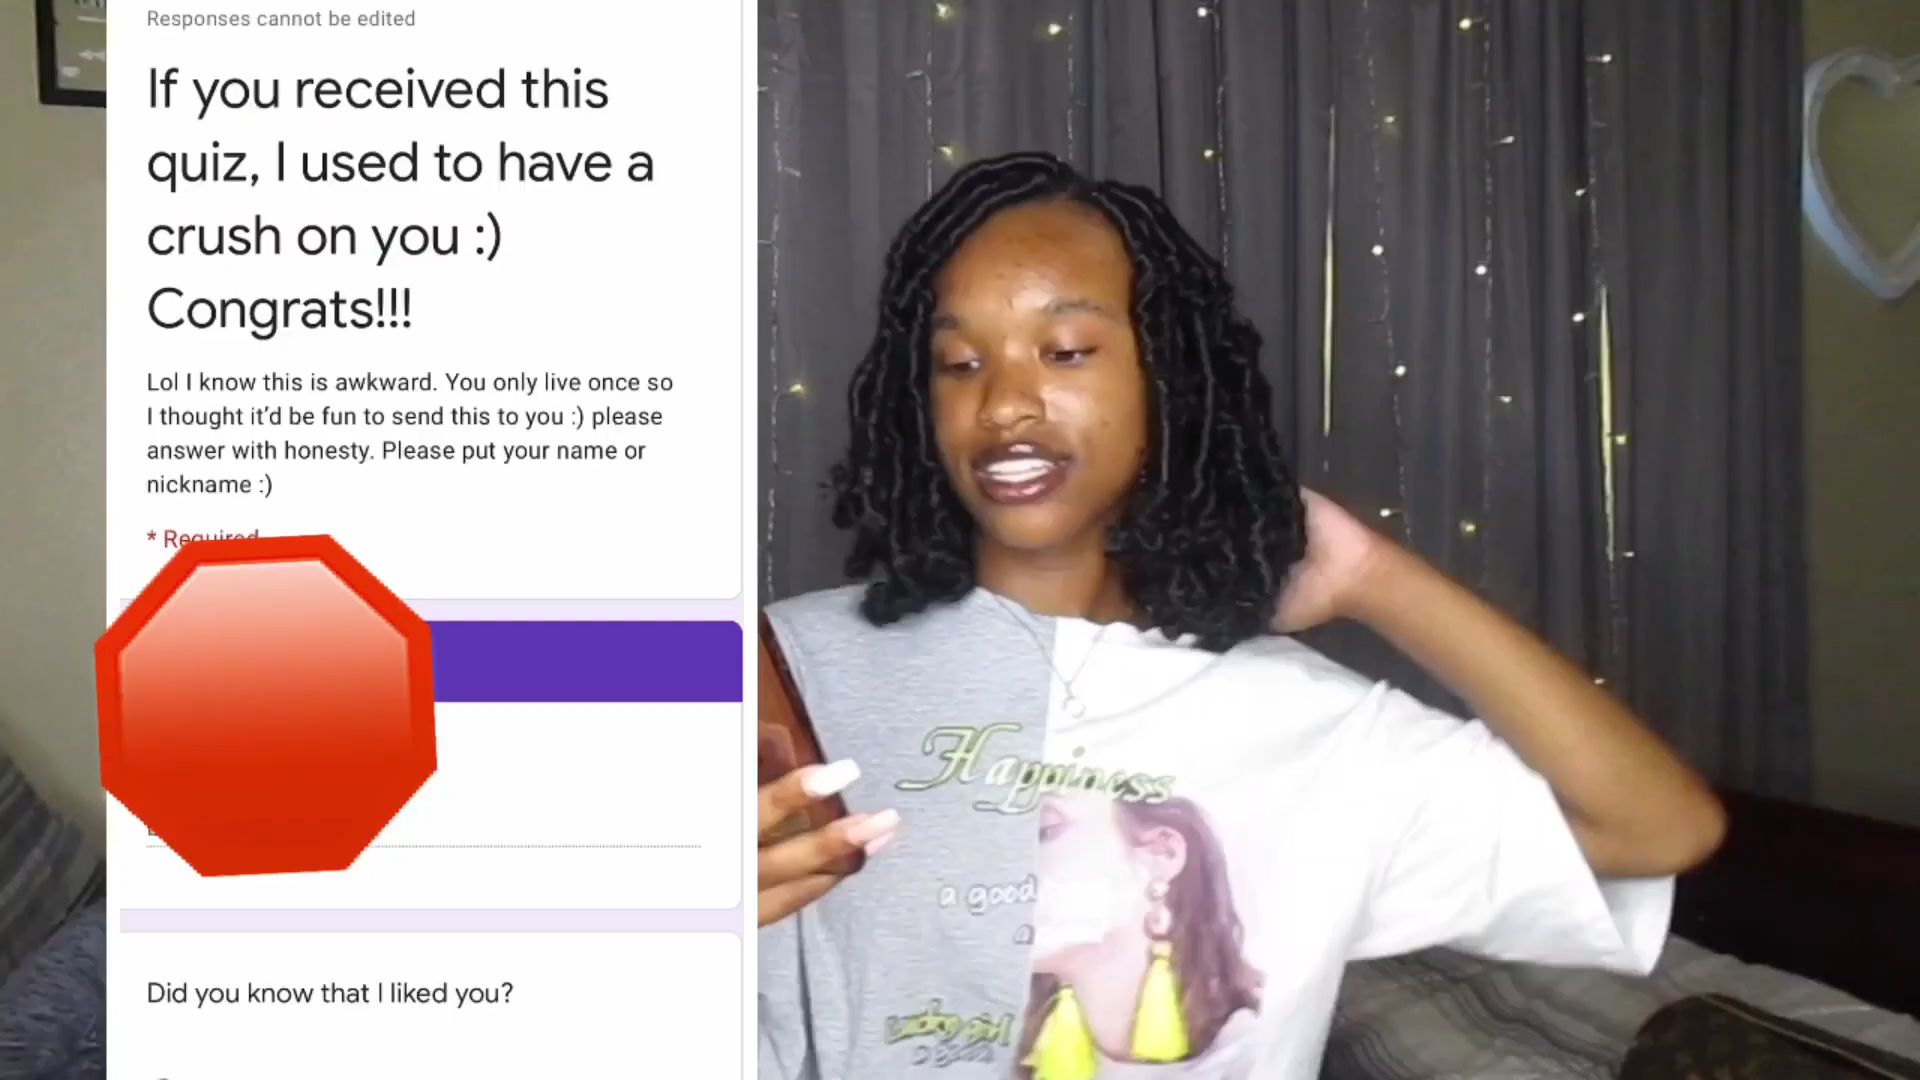 Responses cannot be edited
If you received this
quiz, I used to have a
crush on you :)
Congrats!!!
Lol I know this is awkward. You only live once so
I thought it'd be fun to send this to you :) please
answer with honesty. Please put your name or
nickname :)
* Required
Did you know that I liked you?
Happiness
a good
a